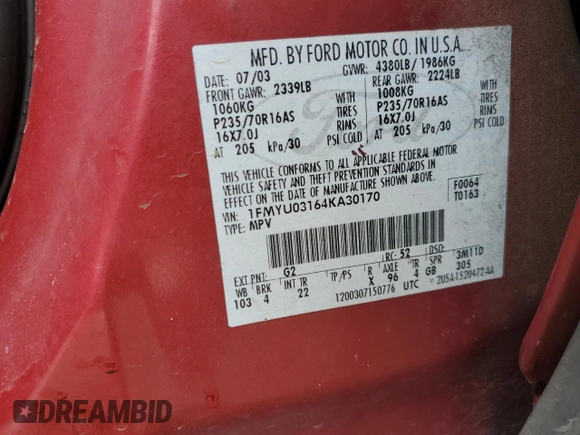 MFD. BY FORD MOTOR CO. IN U.S.A.
DATE: 07/03 GVWR: 4380LB/ 1986KG
FRONT GAWR: 2339LB REAR GAWR: 2224LB
1060KG WITH 1008KG WITH
P235/70R16AS TIRES P235/70R16AS TIRES
16X7.0J RIMS 16X7.0J RIMS
AT 205 kPa/30 PSI COLD AT 205 kPa/30 PSI COLD
THIS VEHICLE CONFORMS TO ALL APPLICABLE FEDERAL MOTOR
VEHICLE SAFETY AND THEFT PREVENTION STANDARDS IN
EFFECT ON THE DATE OF MANUFACTURE SHOWN ABOVE.
VIN: 1FMYU03164KA30170 F0064
TYPE: MPV T0163
EXT PNT: G2 RC: 52 DSO:
WB BRK INT TR TP/PS R AXLE TR SPR 3M11D
103 4 22 X 96 4 GB 305
1200307150776 UTC 2U5A-1520472-AA
Ford
DREAMBID